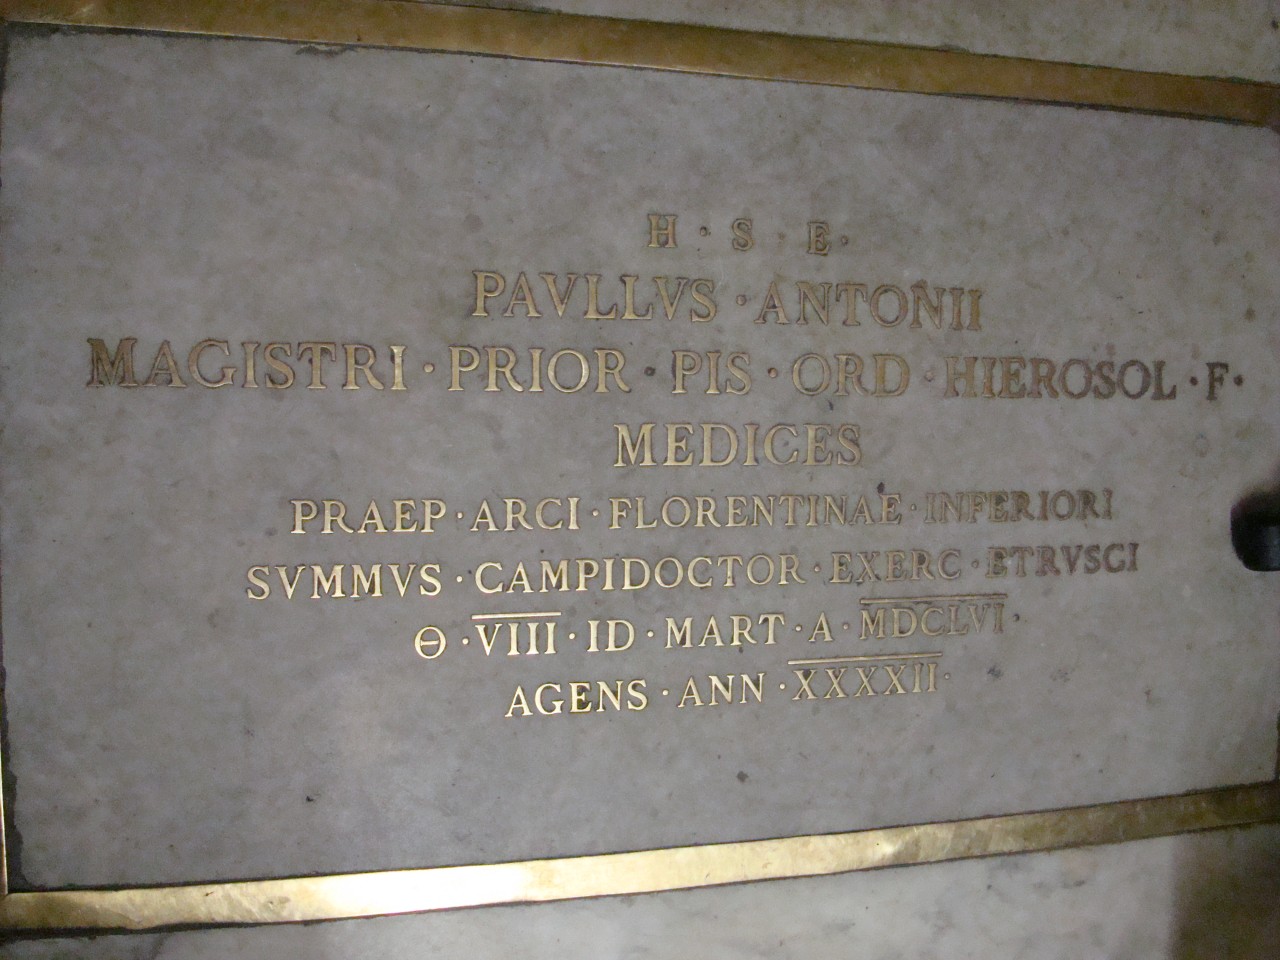 H · S · E ·
PAVLLVS · ANTONII
MAGISTRI · PRIOR · PIS · ORD · HIEROSOL · F ·
MEDICES
PRAEP · ARCI · FLORENTINAE · INFERIORI
SVMMVS · CAMPIDOCTOR · EXERC · ETRVSCI
Θ · VIII · ID · MART · A · MDCLVI ·
AGENS · ANN · XXXXII ·